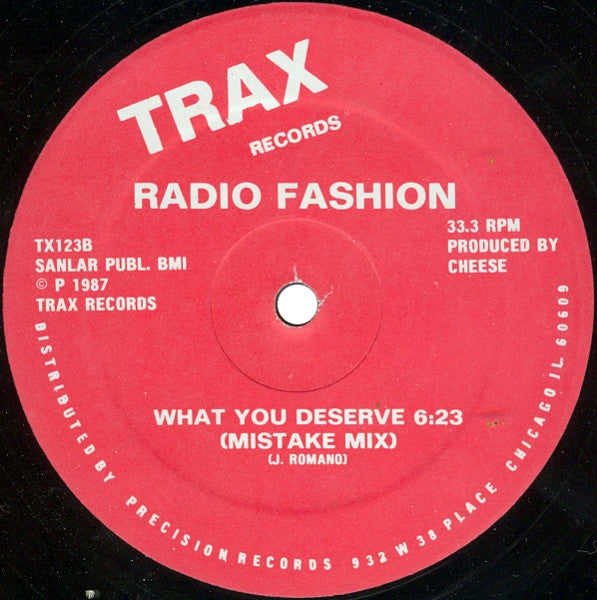 TRAX
RECORDS
RADIO FASHION
TX123B
SANLAR PUBL. BMI
© P 1987
TRAX RECORDS
33.3 RPM
PRODUCED BY
CHEESE
WHAT YOU DESERVE 6:23
(MISTAKE MIX)
(J. ROMANO)
DISTRIBUTED BY PRECISION RECORDS 932 W 38 PLACE CHICAGO IL. 60609